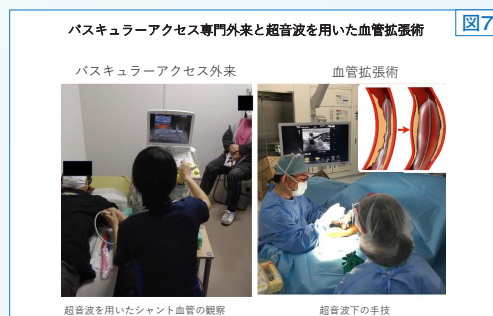 図7
バスキュラーアクセス専門外来と超音波を用いた血管拡張術
バスキュラーアクセス外来
血管拡張術
超音波を用いたシャント血管の観察
超音波下の手技